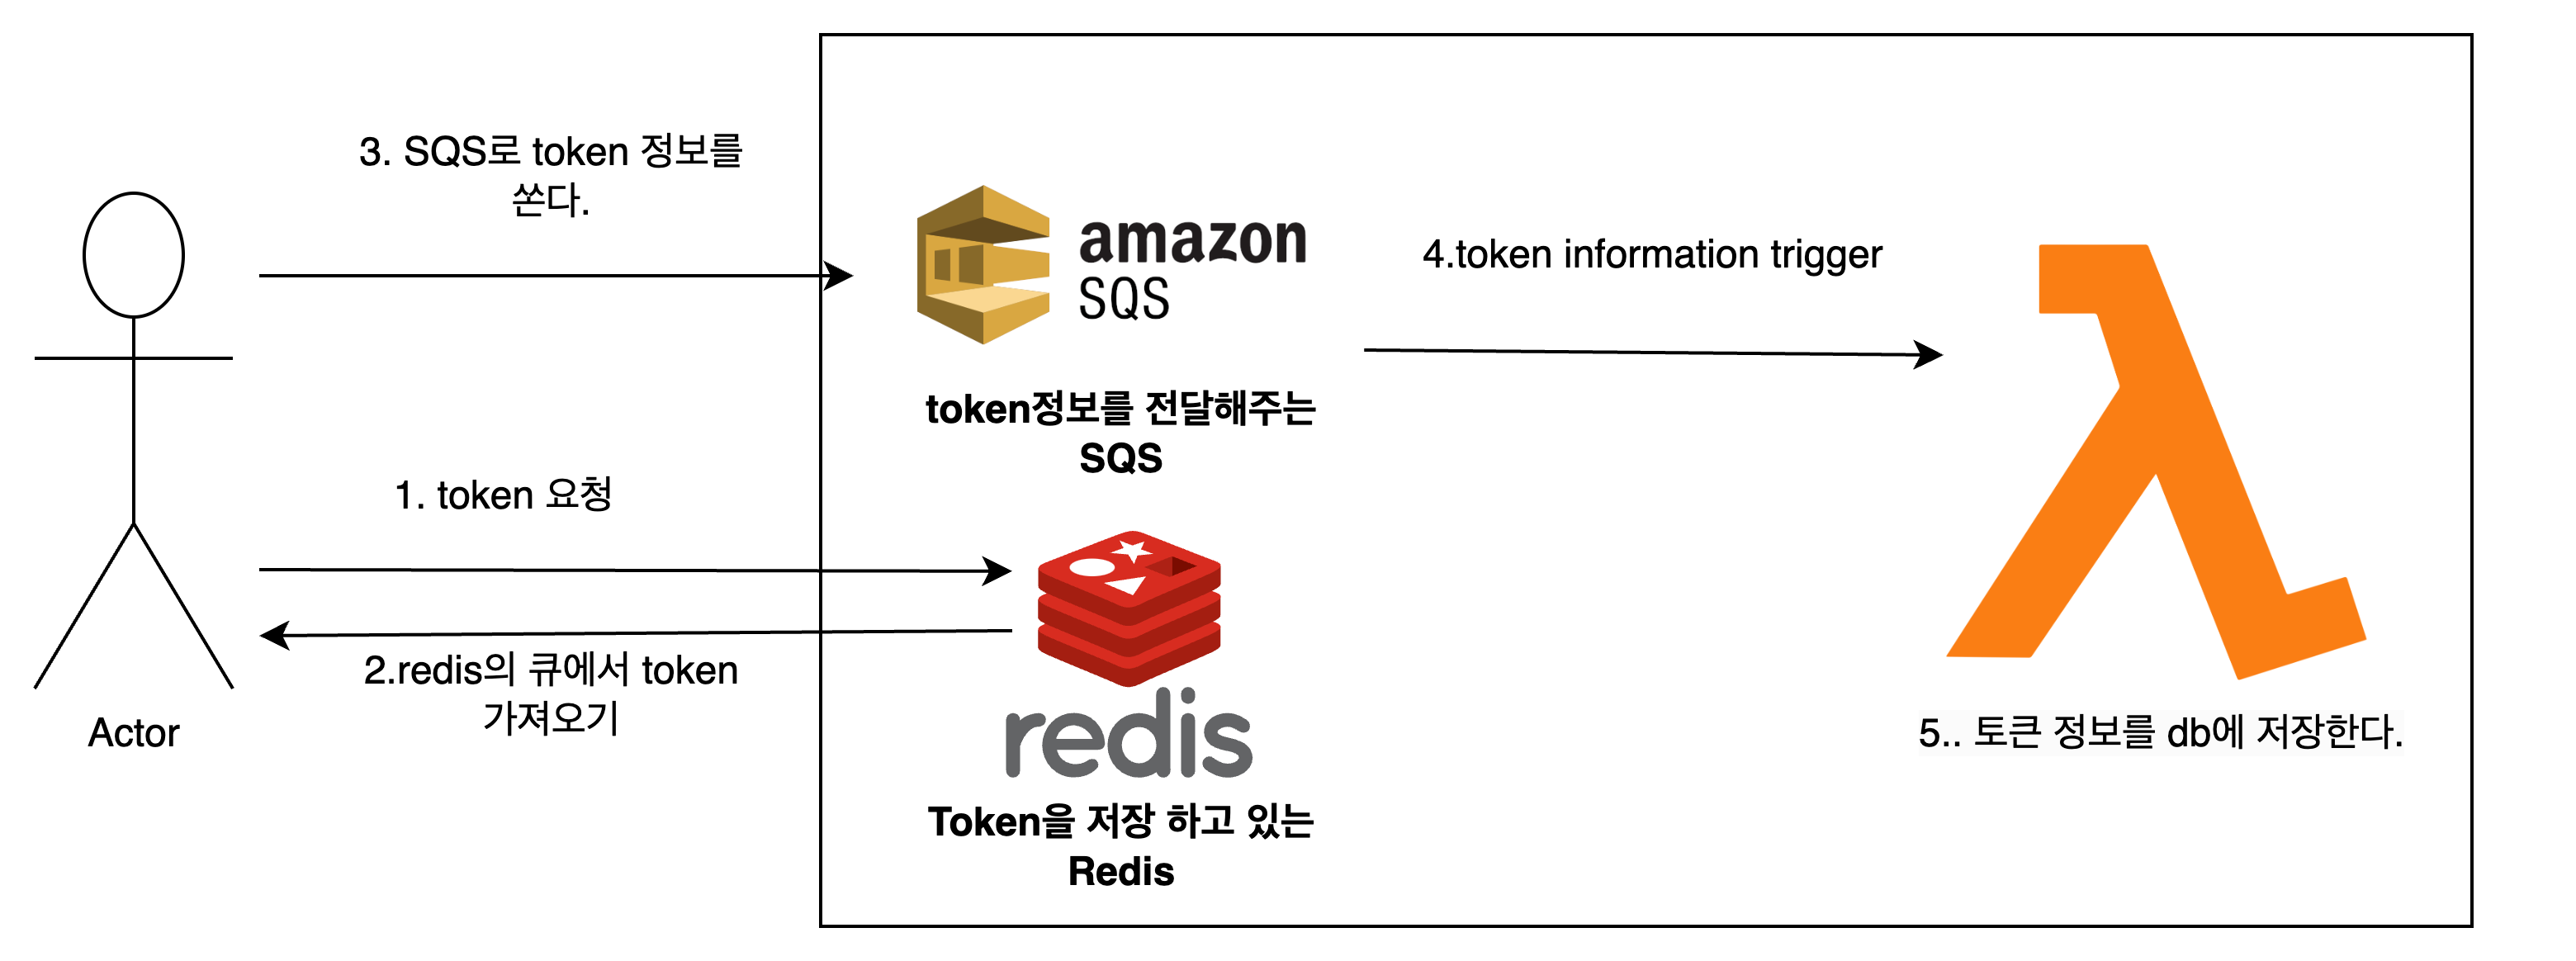 3. SQS로 token 정보를
쏜다.
amazon
SQS
4.token information trigger
token정보를 전달해주는
SQS
1. token 요청
2.redis의 큐에서 token
가져오기
redis
Actor
5.. 토큰 정보를 db에 저장한다.
Token을 저장 하고 있는
Redis